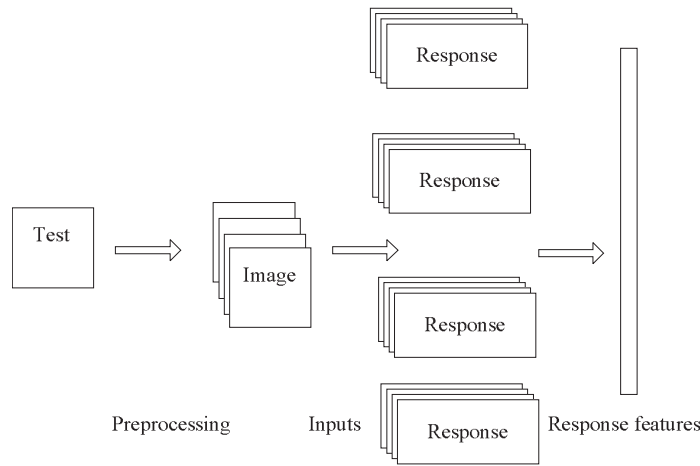 Response
Response
Test
Image
Response
Preprocessing
Inputs
Response
Response features